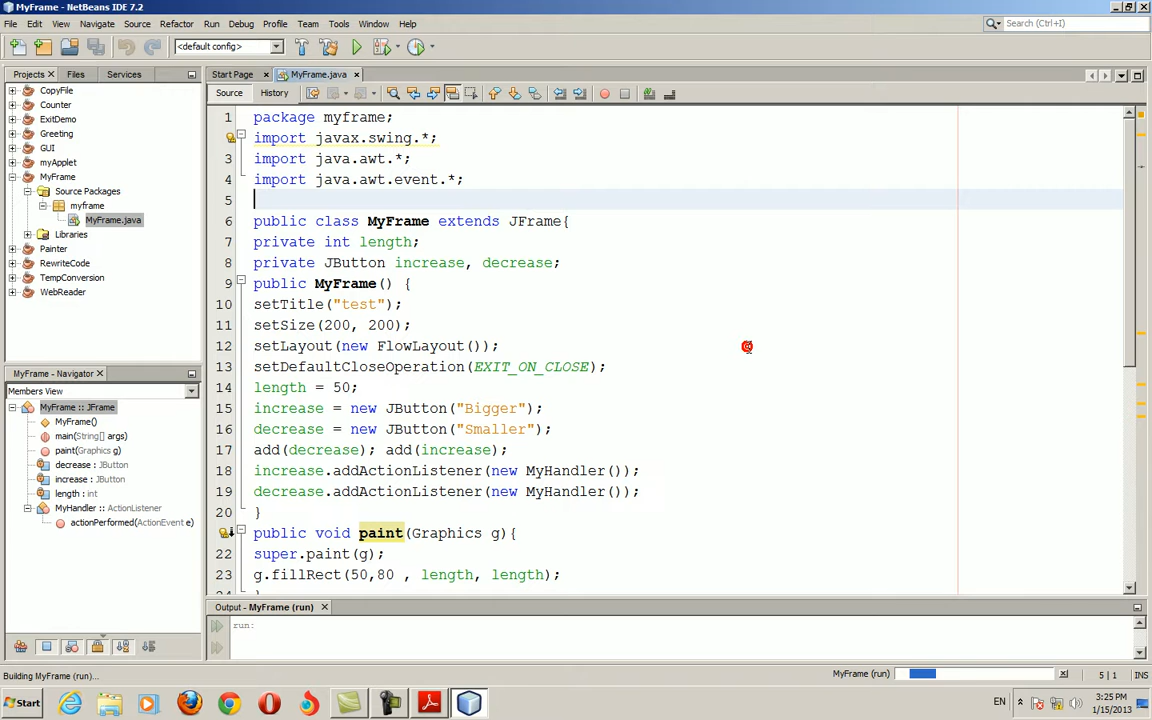 MyFrame - NetBeans IDE 7.2
File Edit View Navigate Source Refactor Run Debug Profile Team Tools Window Help
Search (Ctrl+I)
<default config>
Projects Files Services
CopyFile
Counter
ExitDemo
Greeting
GUI
myApplet
MyFrame
Source Packages
myframe
MyFrame.java
Libraries
Painter
RewriteCode
TempConversion
WebReader
MyFrame - Navigator
Members View
MyFrame :: JFrame
MyFrame()
main(String[] args)
paint(Graphics g)
decrease : JButton
increase : JButton
length : int
MyHandler :: ActionListener
actionPerformed(ActionEvent e)
Start Page MyFrame.java
Source History
1 package myframe;
import javax.swing.*;
3 import java.awt.*;
4 import java.awt.event.*;
5
6 public class MyFrame extends JFrame{
7 private int length;
8 private JButton increase, decrease;
9 public MyFrame() {
10 setTitle("test");
11 setSize(200, 200);
12 setLayout(new FlowLayout());
13 setDefaultCloseOperation(EXIT_ON_CLOSE);
14 length = 50;
15 increase = new JButton("Bigger");
16 decrease = new JButton("Smaller");
17 add(decrease); add(increase);
18 increase.addActionListener(new MyHandler());
19 decrease.addActionListener(new MyHandler());
20 }
public void paint(Graphics g){
22 super.paint(g);
23 g.fillRect(50,80 , length, length);
Output - MyFrame (run)
run:
Building MyFrame (run)...
MyFrame (run)
5 | 1 INS
Start
EN
3:25 PM
1/15/2013